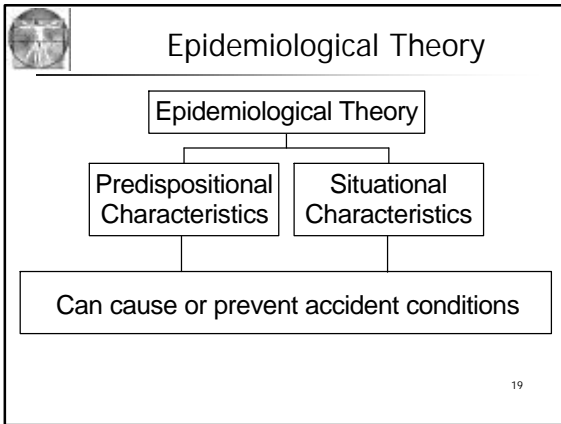 Epidemiological Theory
Epidemiological Theory
Predispositional
Characteristics
Situational
Characteristics
Can cause or prevent accident conditions
19